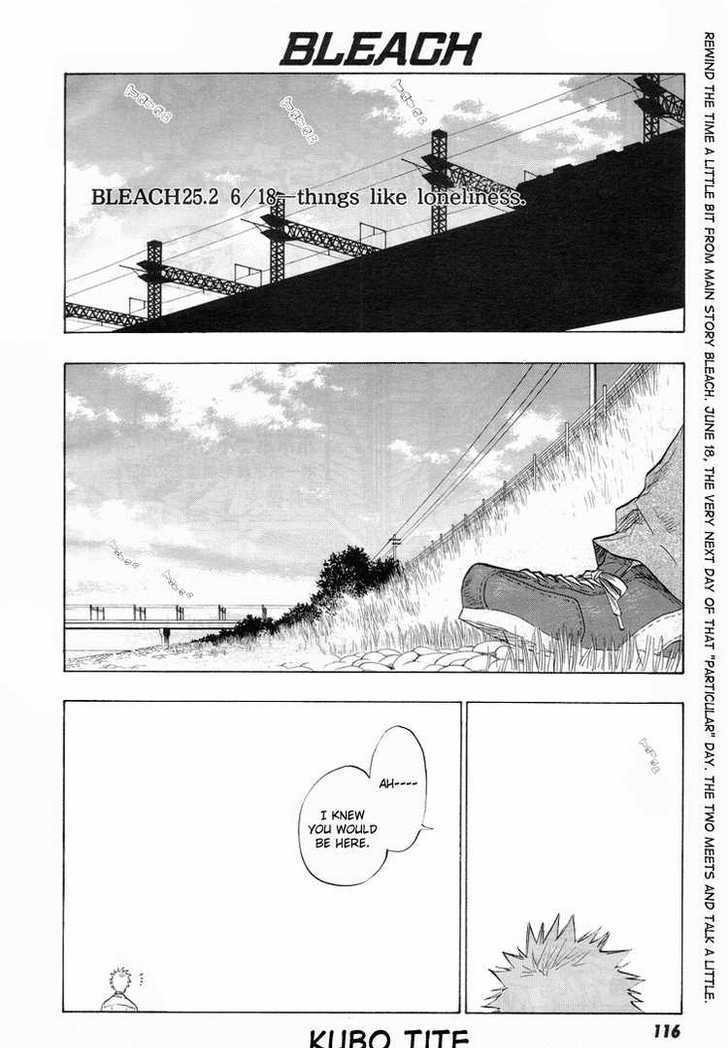 BLEACH
BLEACH25.2 6/18—things like loneliness.
REWIND THE TIME A LITTLE BIT FROM MAIN STORY BLEACH. JUNE 18, THE VERY NEXT DAY OF THAT "PARTICULAR" DAY. THE TWO MEETS AND TALK A LITTLE.
AH----
I KNEW
YOU WOULD
BE HERE.
116
KUBO TITE